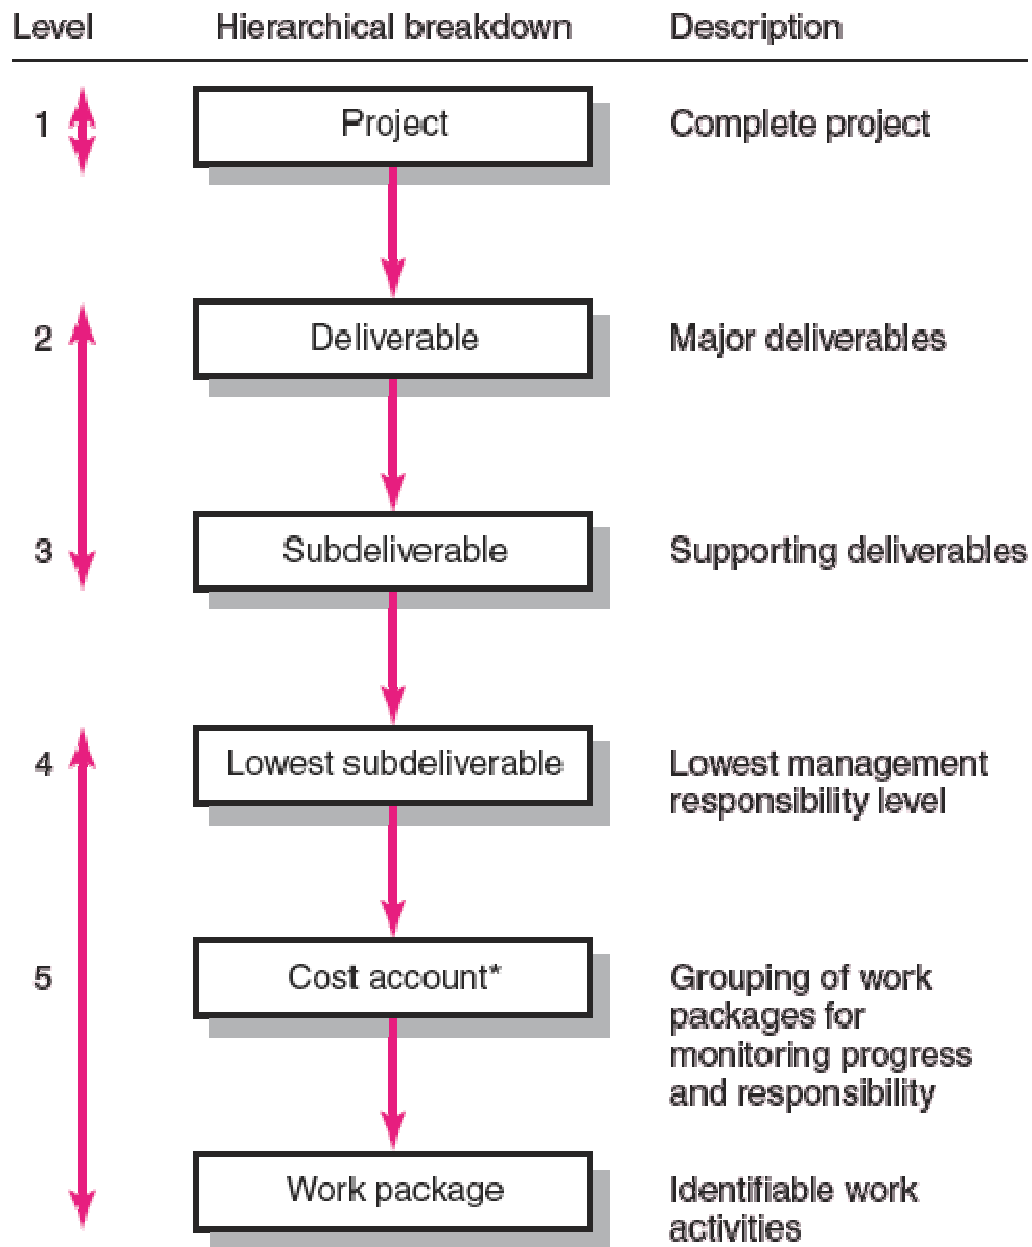 Level Hierarchical breakdown Description
1 Project Complete project
2 Deliverable Major deliverables
3 Subdeliverable Supporting deliverables
4 Lowest subdeliverable Lowest management
responsibility level
5 Cost account* Grouping of work
packages for
monitoring progress
and responsibility
Work package Identifiable work
activities